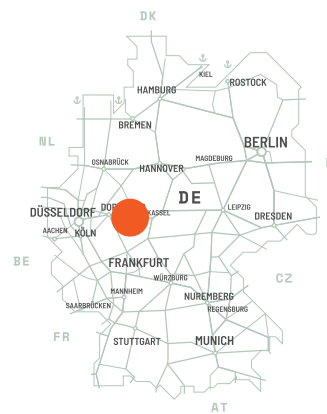 DK
KIEL
ROSTOCK
HAMBURG
BREMEN
NL
BERLIN
OSNABRÜCK
MAGDEBURG
HANNOVER
DE
LEIPZIG
DÜSSELDORF
KASSEL
DRESDEN
AACHEN
KÖLN
BE
FRANKFURT
WÜRZBURG
CZ
MANNHEIM
NUREMBERG
SAARBRÜCKEN
REGENSBURG
FR
STUTTGART
MUNICH
AT